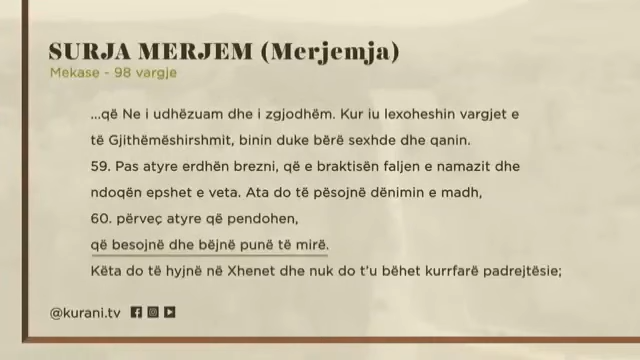 SURJA MERJEM (Merjemja)
Mekase - 98 vargje
...që Ne i udhëzuam dhe i zgjodhëm. Kur iu lexoheshin vargjet e
të Gjithëmëshirshmit, binin duke bërë sexhde dhe qanin.
59. Pas atyre erdhën brezni, që e braktisën faljen e namazit dhe
ndoqën epshet e veta. Ata do të pësojnë dënimin e madh,
60. përveç atyre që pendohen,
që besojnë dhe bëjnë punë të mirë.
Këta do të hyjnë në Xhenet dhe nuk do t'u bëhet kurrfarë padrejtësie;
@kurani.tv